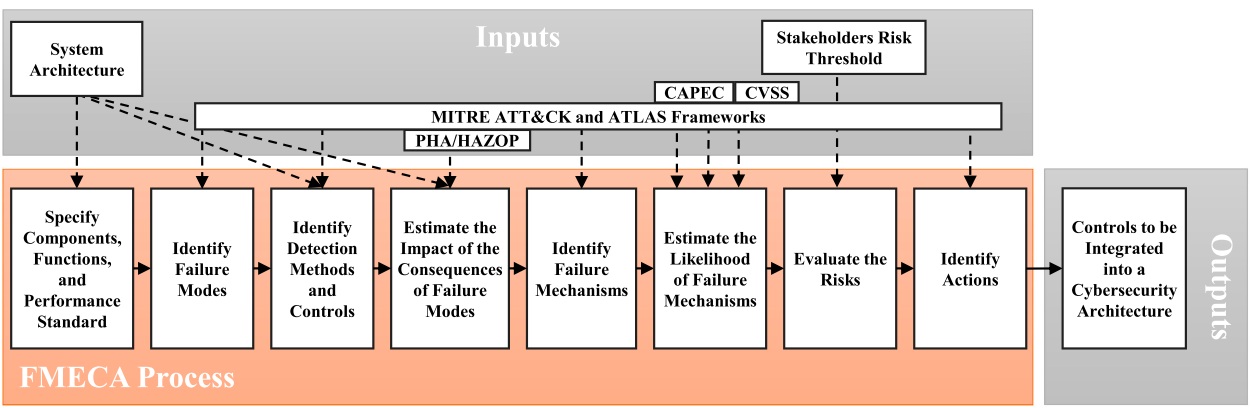 Inputs
System
Architecture
Stakeholders Risk
Threshold
CAPEC
CVSS
MITRE ATT&CK and ATLAS Frameworks
PHA/HAZOP
Specify
Components,
Functions,
and
Performance
Standard
Identify
Failure
Modes
Identify
Detection
Methods
and
Controls
Estimate the
Impact of the
Consequences
of Failure
Modes
Identify
Failure
Mechanisms
Estimate the
Likelihood
of Failure
Mechanisms
Evaluate the
Risks
Identify
Actions
Controls to be
Integrated
into a
Cybersecurity
Architecture
Outputs
FMECA Process